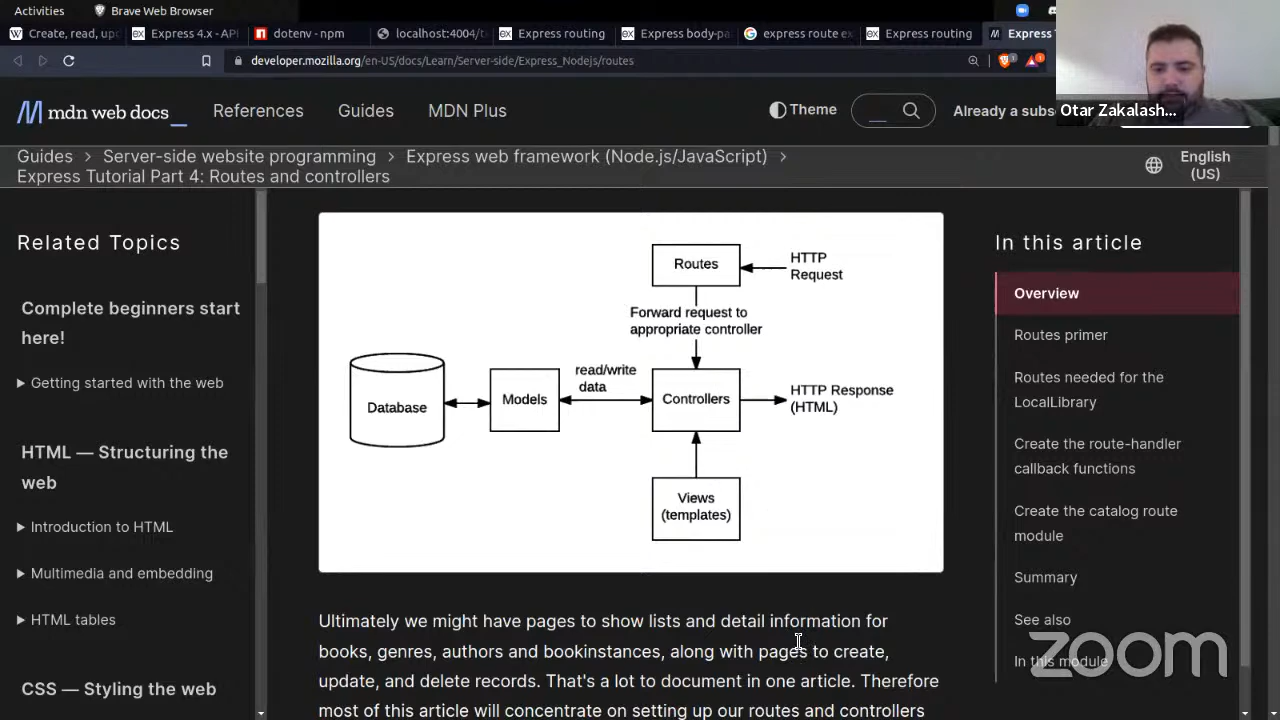 Activities
Brave Web Browser
Create, read, up
Express 4.x - API
dotenv - npm
localhost:4004/t
Express routing
Express body-pa
express route ex
Express routing
Express T
developer.mozilla.org/en-US/docs/Learn/Server-side/Express_Nodejs/routes
1
1
mdn web docs
References
Guides
MDN Plus
Theme
Already a subs
Otar Zakalash...
Guides > Server-side website programming > Express web framework (Node.js/JavaScript) >
Express Tutorial Part 4: Routes and controllers
English
(US)
Related Topics
Complete beginners start
here!
Getting started with the web
HTML — Structuring the
web
Introduction to HTML
Multimedia and embedding
HTML tables
CSS — Styling the web
Routes
HTTP
Request
Forward request to
appropriate controller
Database
Models
read/write
data
Controllers
HTTP Response
(HTML)
Views
(templates)
Ultimately we might have pages to show lists and detail information for
books, genres, authors and bookinstances, along with pages to create,
update, and delete records. That's a lot to document in one article. Therefore
most of this article will concentrate on setting up our routes and controllers
In this article
Overview
Routes primer
Routes needed for the
LocalLibrary
Create the route-handler
callback functions
Create the catalog route
module
Summary
See also
In this module
zoom